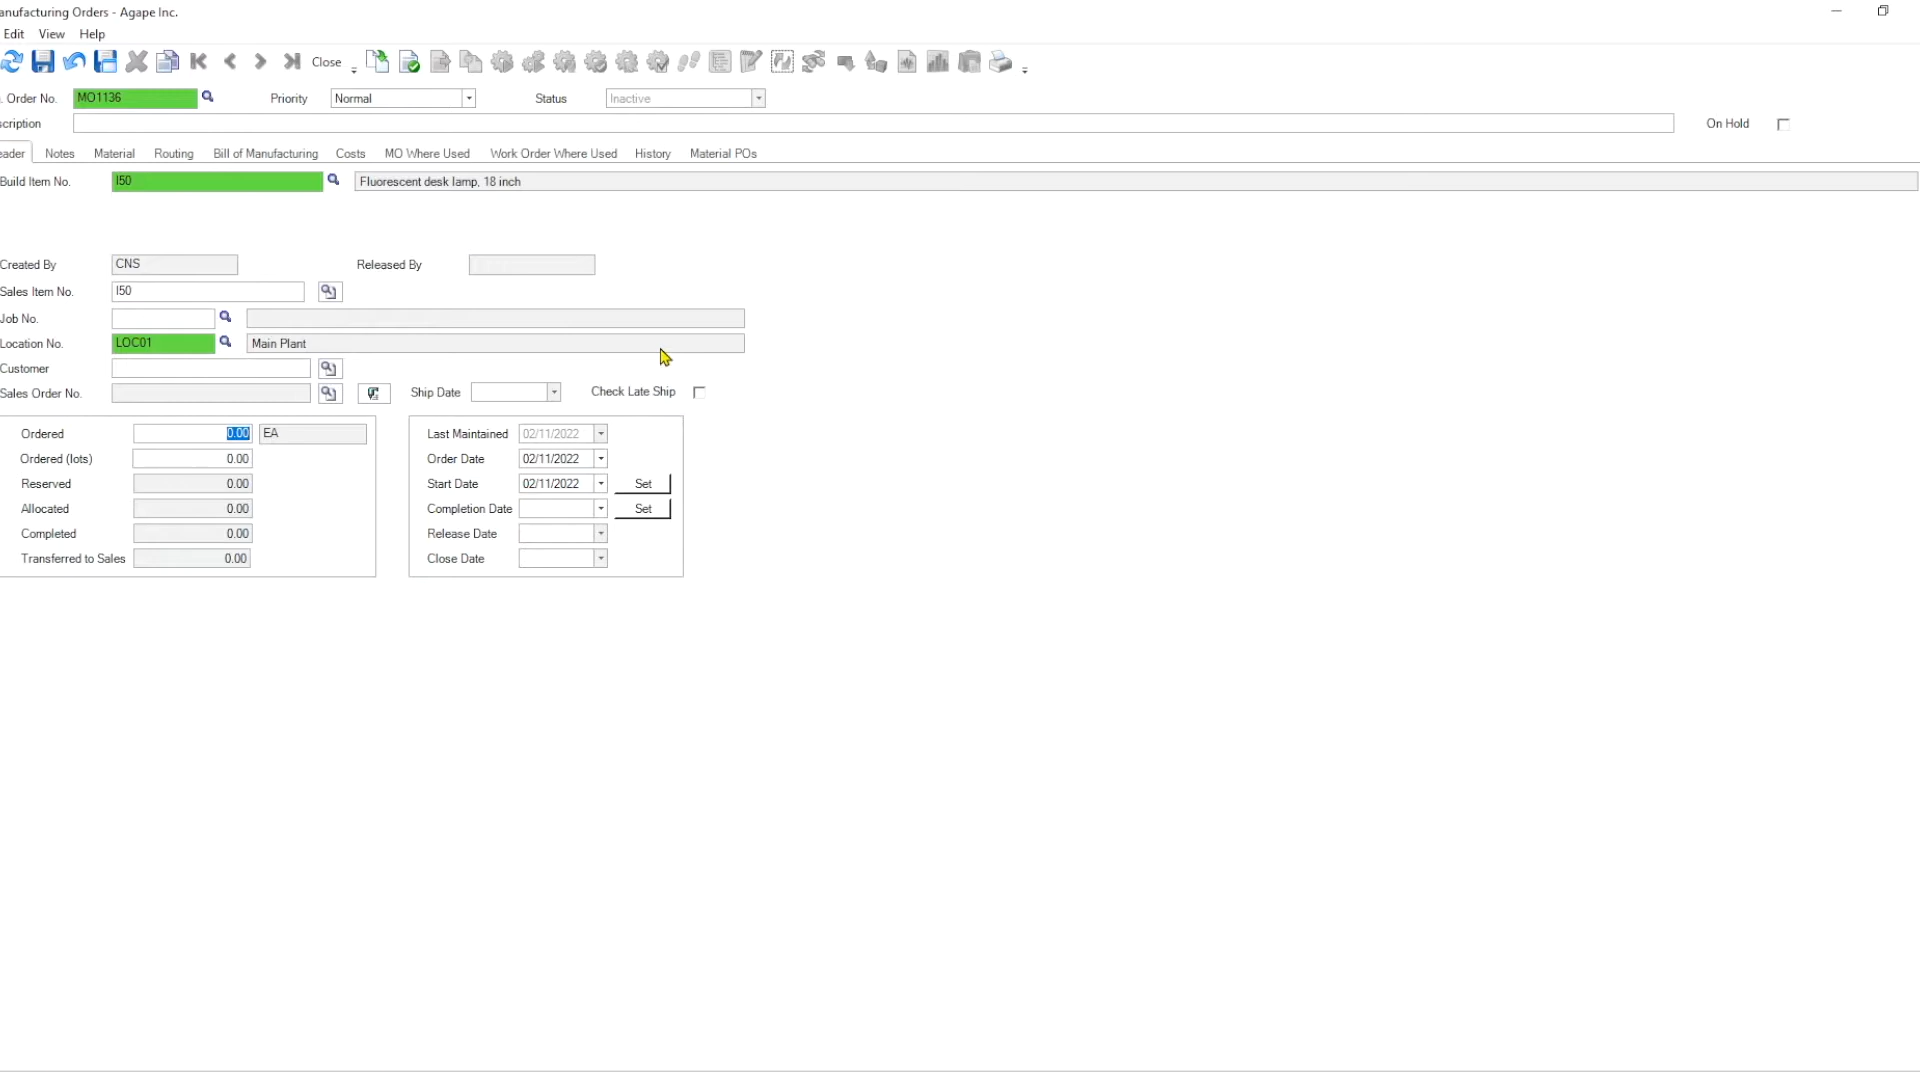 anufacturing Orders - Agape Inc.
Edit View Help
Close
. Order No. MO1136 Priority Normal Status Inactive
scription On Hold
eader Notes Material Routing Bill of Manufacturing Costs MO Where Used Work Order Where Used History Material POs
Build Item No. I50 Fluorescent desk lamp, 18 inch
Created By CNS Released By
Sales Item No. I50
Job No.
Location No. LOC01 Main Plant
Customer
Sales Order No. Ship Date Check Late Ship
Ordered 0.00 EA Last Maintained 02/11/2022
Ordered (lots) 0.00 Order Date 02/11/2022
Reserved 0.00 Start Date 02/11/2022 Set
Allocated 0.00 Completion Date Set
Completed 0.00 Release Date
Transferred to Sales 0.00 Close Date